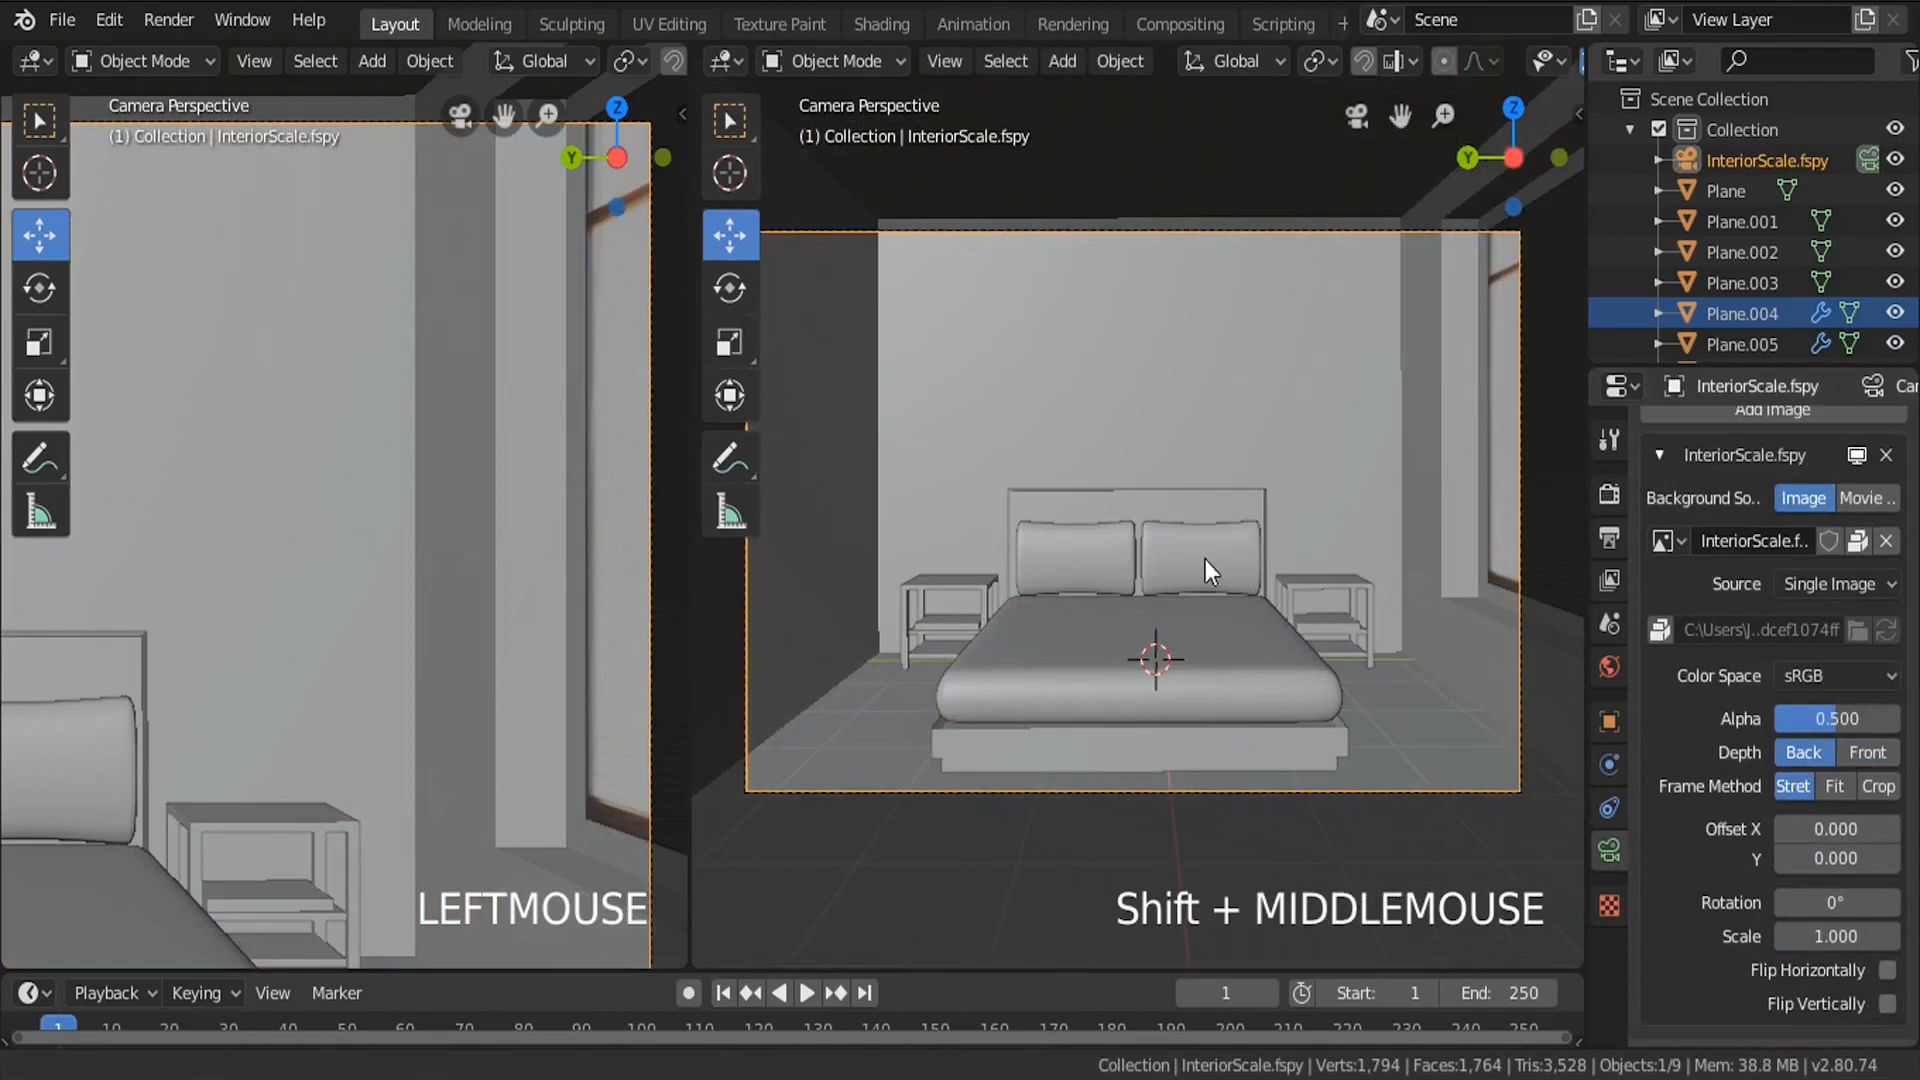 File Edit Render Window Help Layout Modeling Sculpting UV Editing Texture Paint Shading Animation Rendering Compositing Scripting + Scene View Layer
Object Mode View Select Add Object Global Object Mode View Select Add Object Global
Camera Perspective
(1) Collection | InteriorScale.fspy
Z
Y
LEFTMOUSE
Camera Perspective
(1) Collection | InteriorScale.fspy
Z
Y
Shift + MIDDLEMOUSE
Scene Collection
Collection
InteriorScale.fspy
Plane
Plane.001
Plane.002
Plane.003
Plane.004
Plane.005
InteriorScale.fspy Car
Add Image
InteriorScale.fspy
Background So.. Image Movie ..
InteriorScale.f..
Source Single Image
C:\Users\J..dcef1074ff
Color Space sRGB
Alpha 0.500
Depth Back Front
Frame Method Stret Fit Crop
Offset X 0.000
Y 0.000
Rotation 0°
Scale 1.000
Flip Horizontally
Flip Vertically
Playback Keying View Marker 1 Start: 1 End: 250
1 10 20 30 40 50 60 70 80 90 100 110 120 130 140 150 160 170 180 190 200 210 220 230 240 250
Collection | InteriorScale.fspy | Verts:1,794 | Faces:1,764 | Tris:3,528 | Objects:1/9 | Mem: 38.8 MB | v2.80.74